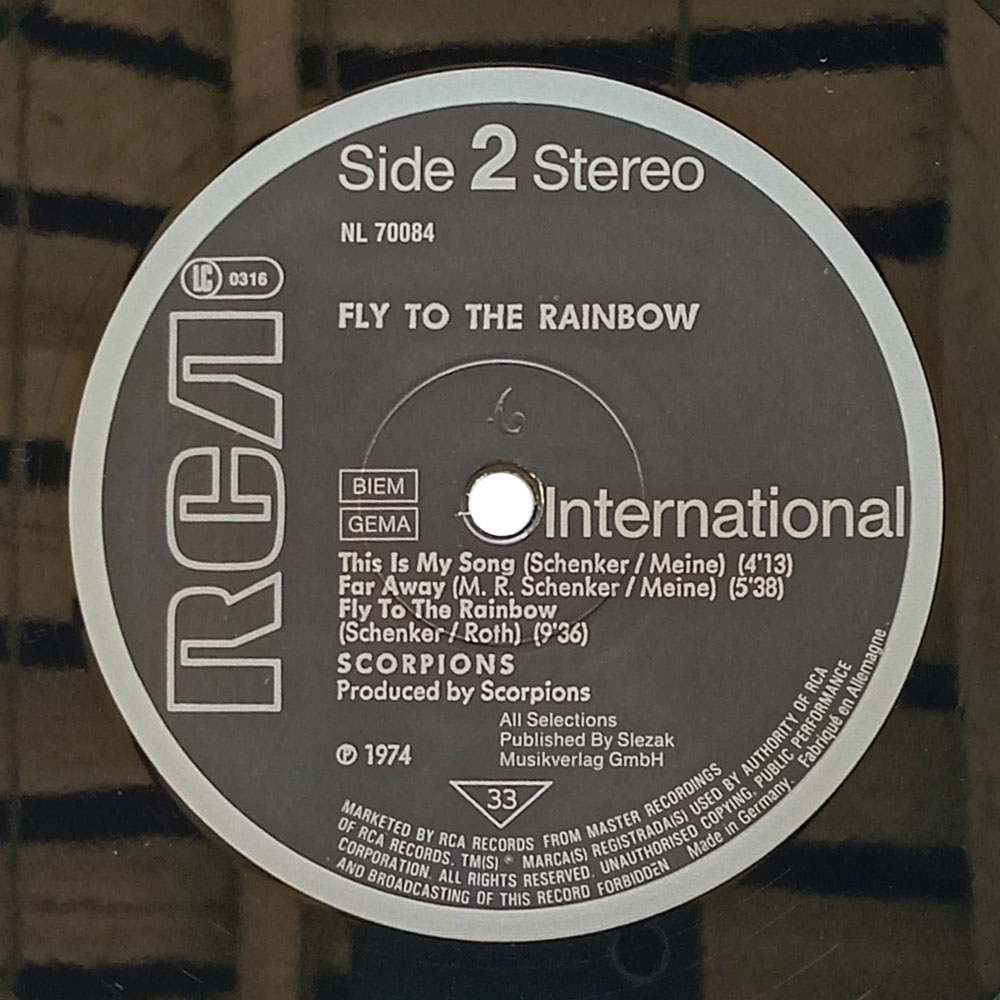 Side 2 Stereo
NL 70084
LC 0316
RCA
FLY TO THE RAINBOW
6
BIEM
GEMA
International
This Is My Song (Schenker / Meine) (4'13)
Far Away (M. R. Schenker / Meine) (5'38)
Fly To The Rainbow
(Schenker / Roth) (9'36)
SCORPIONS
Produced by Scorpions
All Selections
Published By Slezak
Musikverlag GmbH
℗ 1974
33
MARKETED BY RCA RECORDS FROM MASTER RECORDINGS
OF RCA RECORDS. TM(S) ® MARCA(S) REGISTRADA(S) USED BY AUTHORITY OF RCA
CORPORATION. ALL RIGHTS RESERVED. UNAUTHORISED COPYING, PUBLIC PERFORMANCE
AND BROADCASTING OF THIS RECORD FORBIDDEN Made in Germany. Fabriqué en Allemagne.